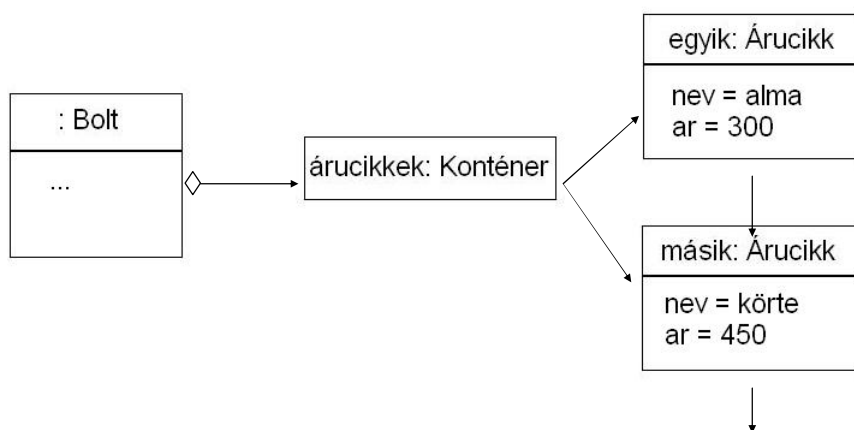 : Bolt
...
árucikkek: Konténer
egyik: Árucikk
nev = alma
ar = 300
másik: Árucikk
nev = körte
ar = 450